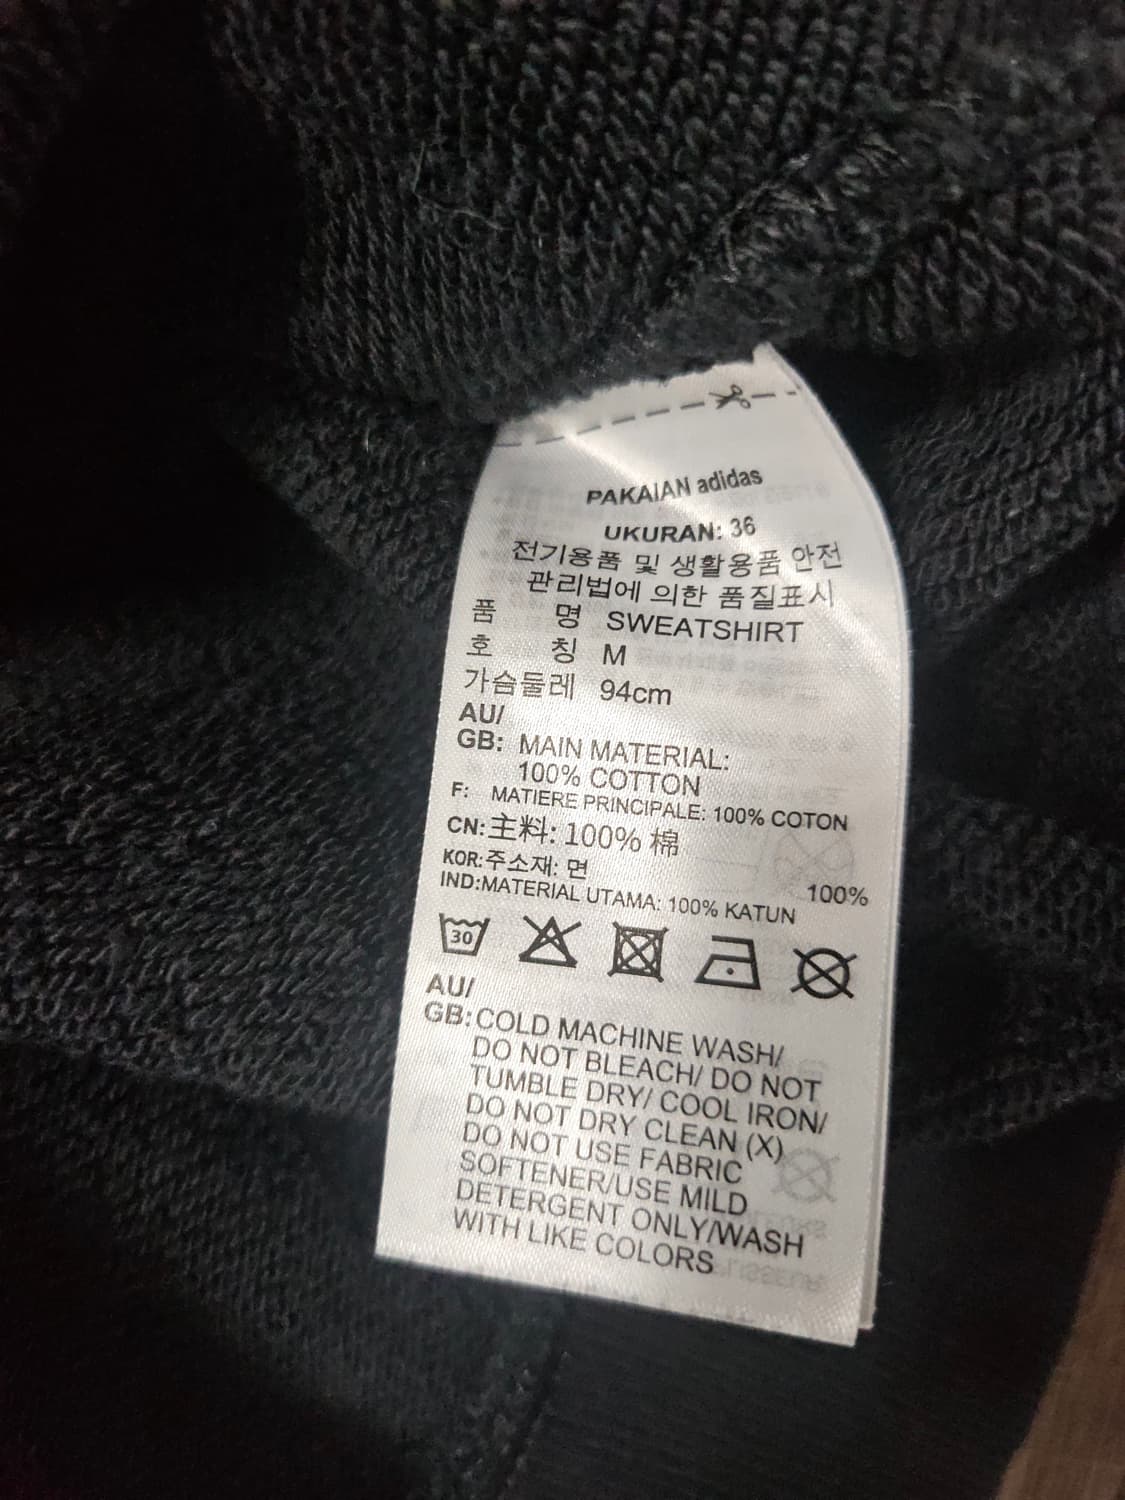 PAKAIAN adidas
UKURAN: 36
전기용품 및 생활용품 안전
관리법에 의한 품질표시
품 명 SWEATSHIRT
호 칭 M
가슴둘레 94cm
AU/
GB: MAIN MATERIAL:
100% COTTON
F: MATIERE PRINCIPALE: 100% COTON
CN:主料: 100% 棉
KOR:주소재: 면 100%
IND:MATERIAL UTAMA: 100% KATUN
30
AU/
GB:COLD MACHINE WASH/
DO NOT BLEACH/ DO NOT
TUMBLE DRY/ COOL IRON/
DO NOT DRY CLEAN (X)
DO NOT USE FABRIC
SOFTENER/USE MILD
DETERGENT ONLY/WASH
WITH LIKE COLORS